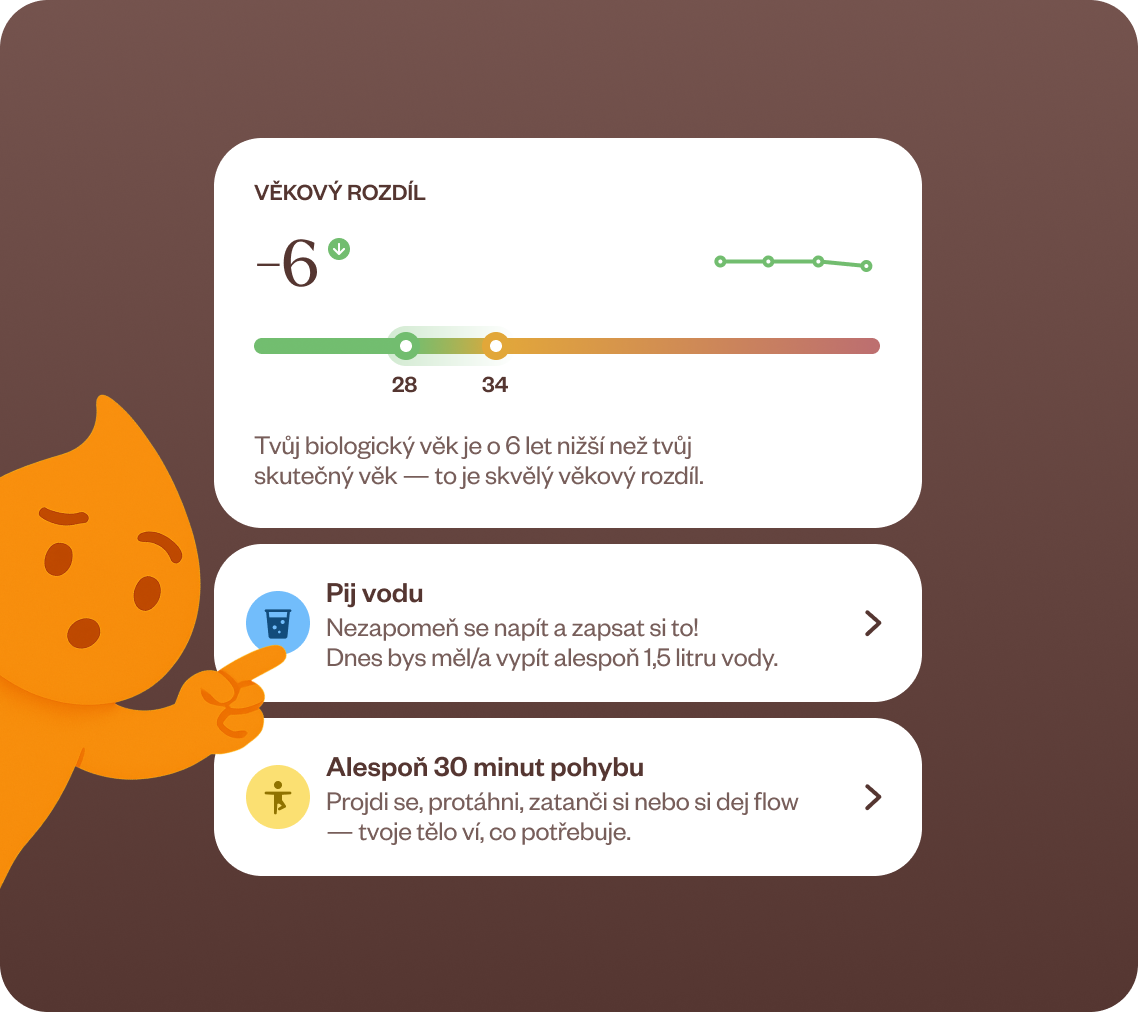 VĚKOVÝ ROZDÍL
–6
28 34
Tvůj biologický věk je o 6 let nižší než tvůj
skutečný věk — to je skvělý věkový rozdíl.
Pij vodu
Nezapomeň se napít a zapsat si to!
Dnes bys měl/a vypít alespoň 1,5 litru vody.
Alespoň 30 minut pohybu
Projdi se, protáhni, zatanči si nebo si dej flow
— tvoje tělo ví, co potřebuje.